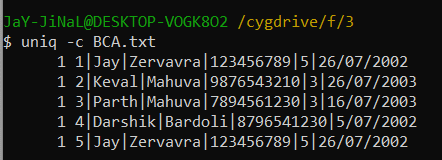 JaY-JiNaL@DESKTOP-VOGK8O2 /cygdrive/f/3
$ uniq -c BCA.txt
1 1|Jay|Zervavra|123456789|5|26/07/2002
1 2|Keval|Mahuva|9876543210|3|26/07/2003
1 3|Parth|Mahuva|7894561230|3|16/07/2003
1 4|Darshik|Bardoli|8796541230|5/07/2002
1 5|Jay|Zervavra|123456789|5|26/07/2002